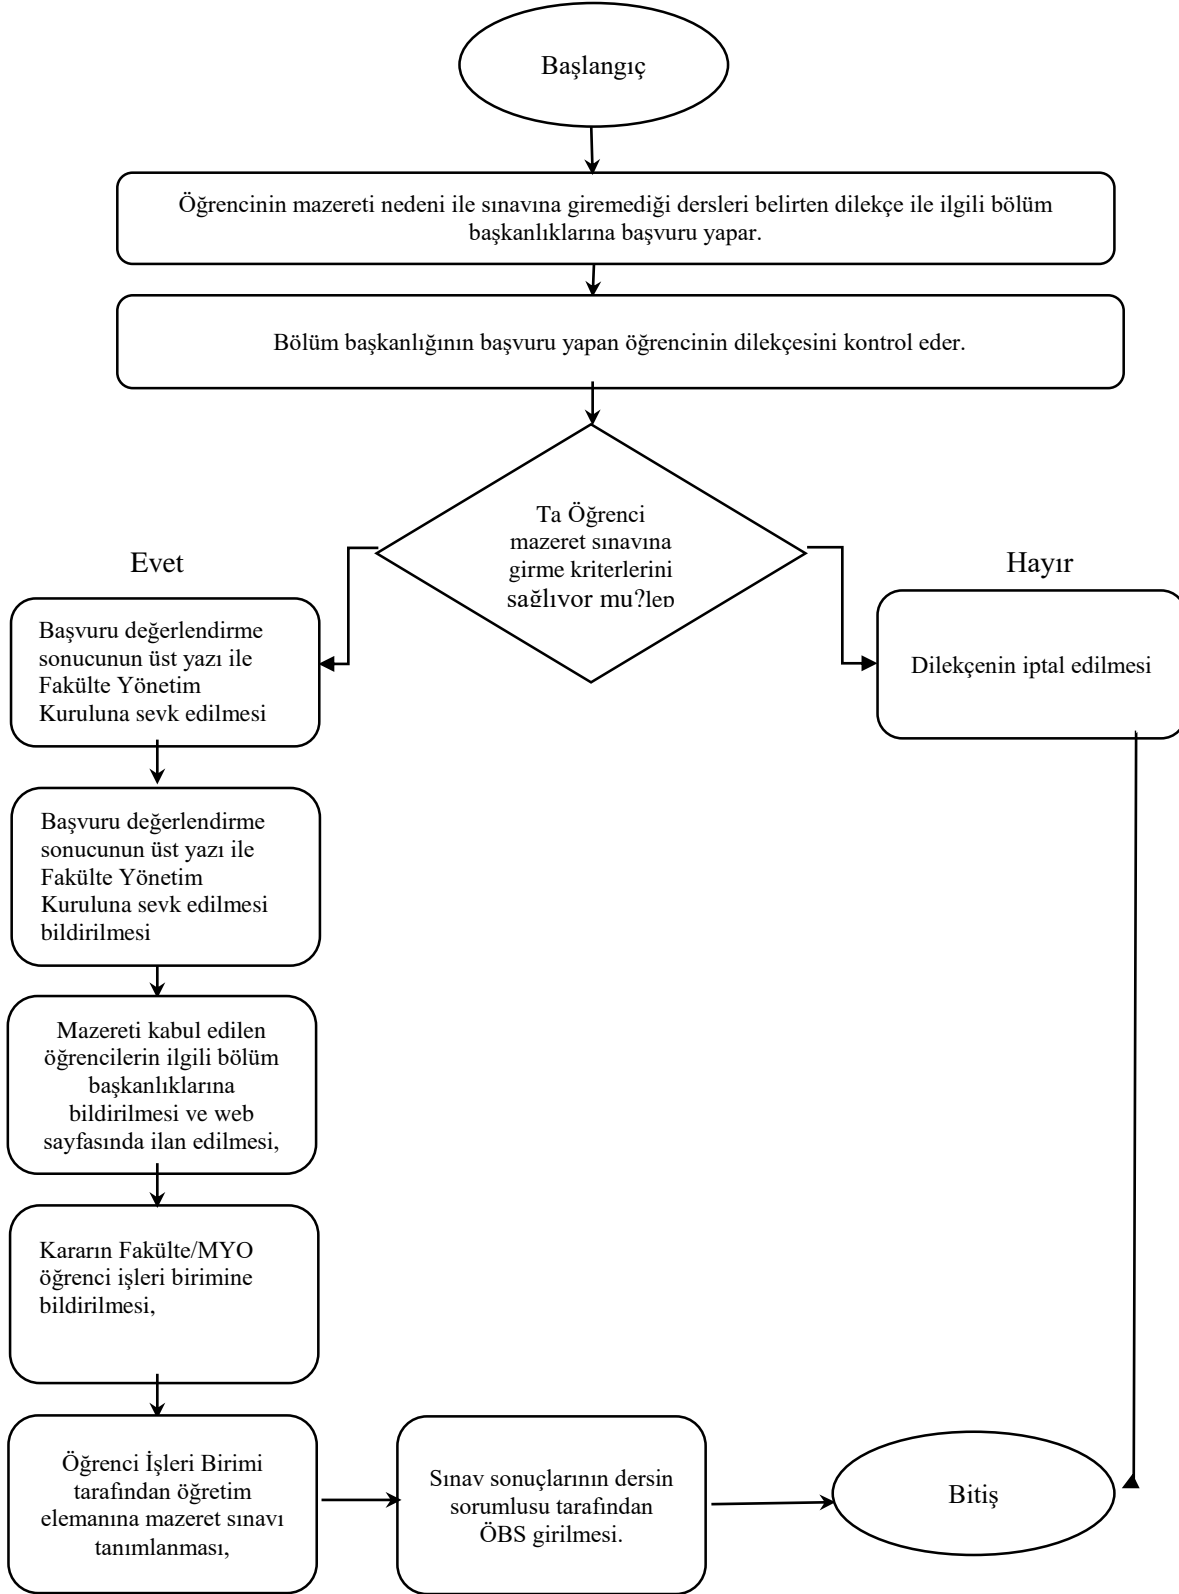 Başlangıç
Öğrencinin mazereti nedeni ile sınavına giremediği dersleri belirten dilekçe ile ilgili bölüm
başkanlıklarına başvuru yapar.
Bölüm başkanlığının başvuru yapan öğrencinin dilekçesini kontrol eder.
Ta Öğrenci
mazeret sınavına
girme kriterlerini
sağlıyor mu?lep
Evet
Hayır
Başvuru değerlendirme
sonucunun üst yazı ile
Fakülte Yönetim
Kuruluna sevk edilmesi
Dilekçenin iptal edilmesi
Başvuru değerlendirme
sonucunun üst yazı ile
Fakülte Yönetim
Kuruluna sevk edilmesi
bildirilmesi
Mazereti kabul edilen
öğrencilerin ilgili bölüm
başkanlıklarına
bildirilmesi ve web
sayfasında ilan edilmesi,
Kararın Fakülte/MYO
öğrenci işleri birimine
bildirilmesi,
Öğrenci İşleri Birimi
tarafından öğretim
elemanına mazeret sınavı
tanımlanması,
Sınav sonuçlarının dersin
sorumlusu tarafından
ÖBS girilmesi.
Bitiş